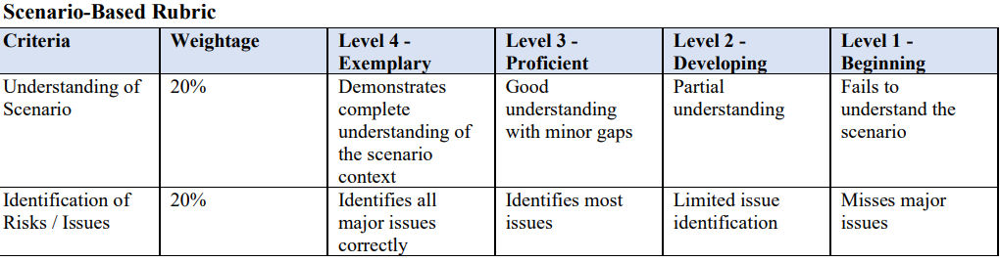 Scenario-Based Rubric
Criteria
Weightage
Level 4 -
Exemplary
Level 3 -
Proficient
Level 2 -
Developing
Level 1 -
Beginning
Understanding of
Scenario
20%
Demonstrates
complete
understanding of
the scenario
context
Good
understanding
with minor gaps
Partial
understanding
Fails to
understand the
scenario
Identification of
Risks / Issues
20%
Identifies all
major issues
correctly
Identifies most
issues
Limited issue
identification
Misses major
issues